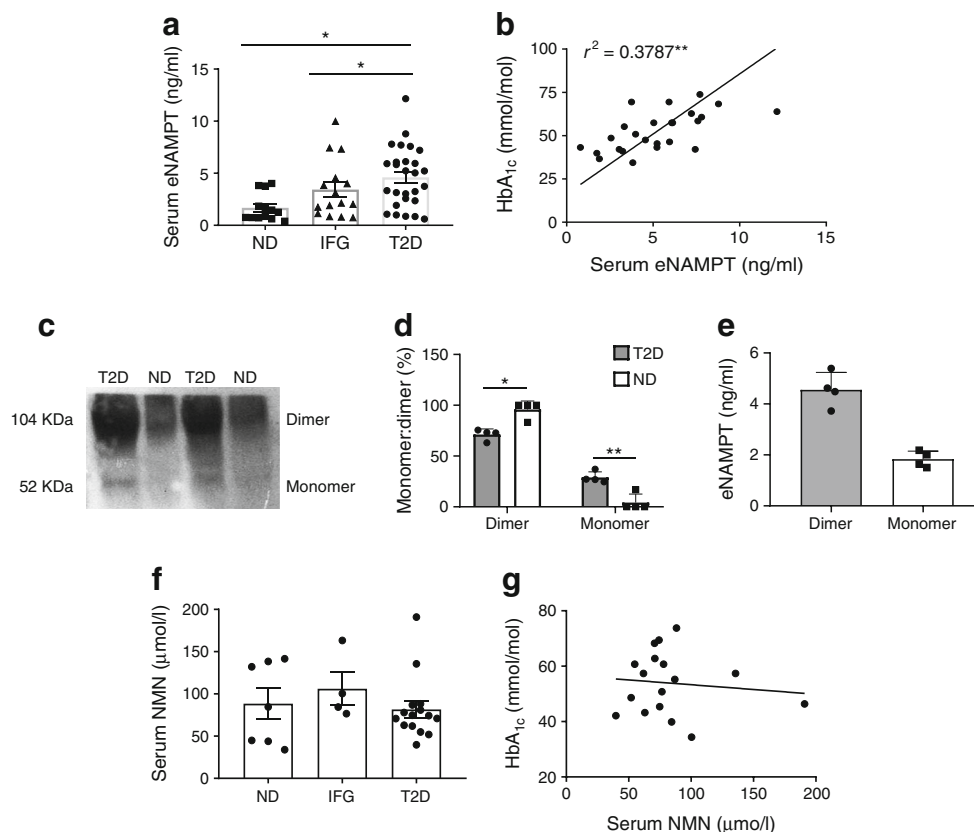 a
*
*
Serum eNAMPT (ng/ml)
15
10
5
0
ND IFG T2D
b
r² = 0.3787**
HbA₁c (mmol/mol)
100
75
50
25
0
0 5 10 15
Serum eNAMPT (ng/ml)
c
T2D ND T2D ND
104 KDa Dimer
52 KDa Monomer
d
T2D
ND
Monomer:dimer (%)
150
100
50
0
*
**
Dimer Monomer
e
eNAMPT (ng/ml)
6
4
2
0
Dimer Monomer
f
Serum NMN (μmol/l)
200
150
100
50
0
ND IFG T2D
g
HbA₁c (mmol/mol)
80
60
40
20
0 50 100 150 200
Serum NMN (μmol/l)